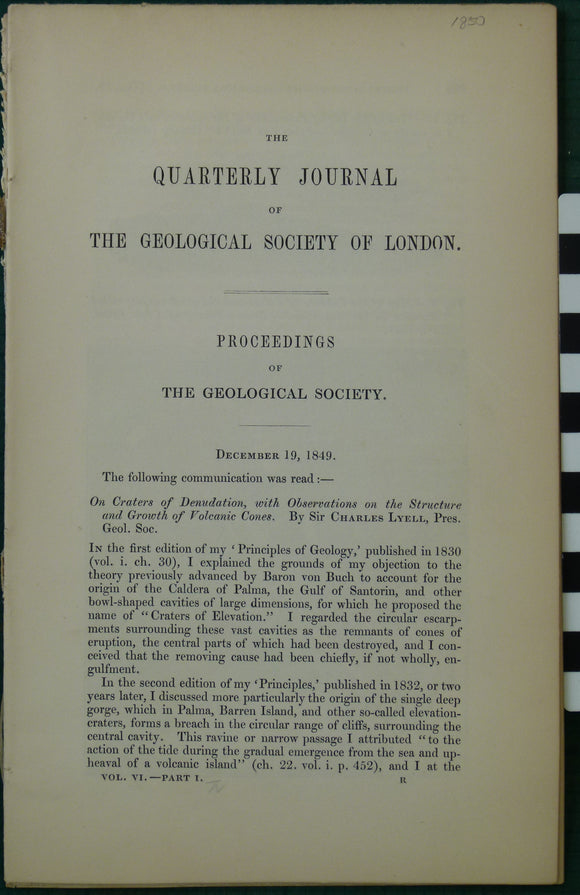 1850
THE
QUARTERLY JOURNAL
OF
THE GEOLOGICAL SOCIETY OF LONDON.
PROCEEDINGS
OF
THE GEOLOGICAL SOCIETY.
DECEMBER 19, 1849.
The following communication was read :—
On Craters of Denudation, with Observations on the Structure
and Growth of Volcanic Cones. By Sir CHARLES LYELL, Pres.
Geol. Soc.
IN the first edition of my ‘Principles of Geology,’ published in 1830
(vol. i. ch. 30), I explained the grounds of my objection to the
theory previously advanced by Baron von Buch to account for the
origin of the Caldera of Palma, the Gulf of Santorin, and other
bowl-shaped cavities of large dimensions, for which he proposed the
name of “Craters of Elevation.” I regarded the circular escarp-
ments surrounding these vast cavities as the remnants of cones of
eruption, the central parts of which had been destroyed, and I con-
ceived that the removing cause had been chiefly, if not wholly, en-
gulfment.
In the second edition of my ‘Principles,’ published in 1832, or two
years later, I discussed more particularly the origin of the single deep
gorge, which in Palma, Barren Island, and other so-called elevation-
craters, forms a breach in the circular range of cliffs, surrounding the
central cavity. This ravine or narrow passage I attributed “to the
action of the tide during the gradual emergence from the sea and up-
heaval of a volcanic island” (ch. 22. vol. i. p. 452), and I at the
VOL. VI.—PART I. R